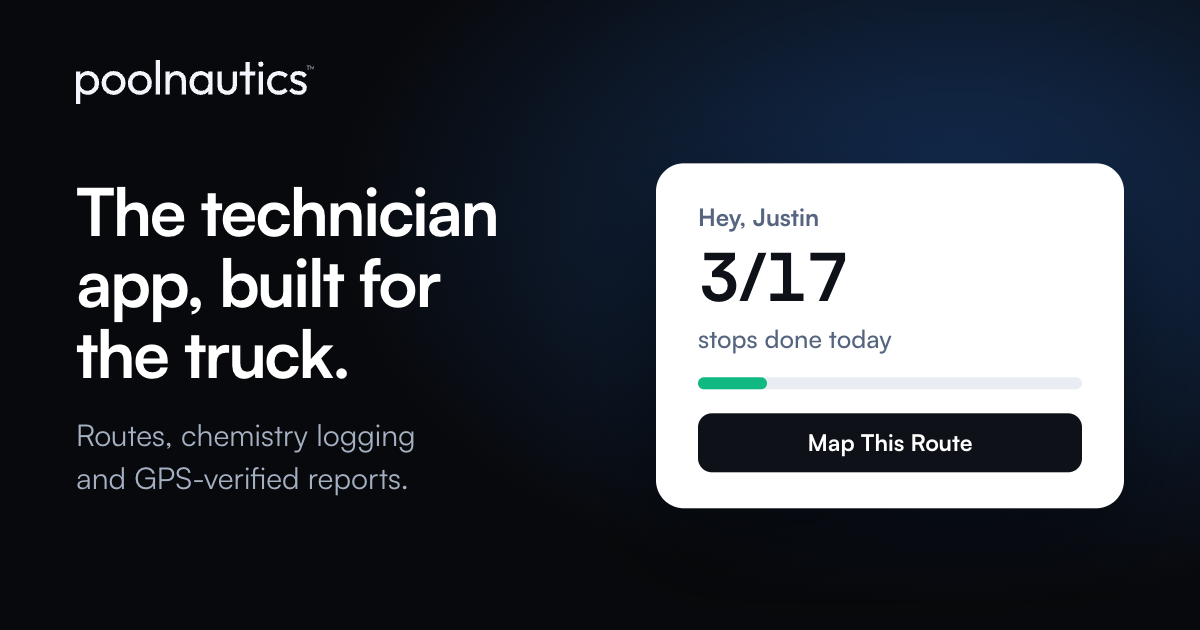 poolnautics™
The technician
app, built for
the truck.
Routes, chemistry logging
and GPS-verified reports.
Hey, Justin
3/17
stops done today
Map This Route